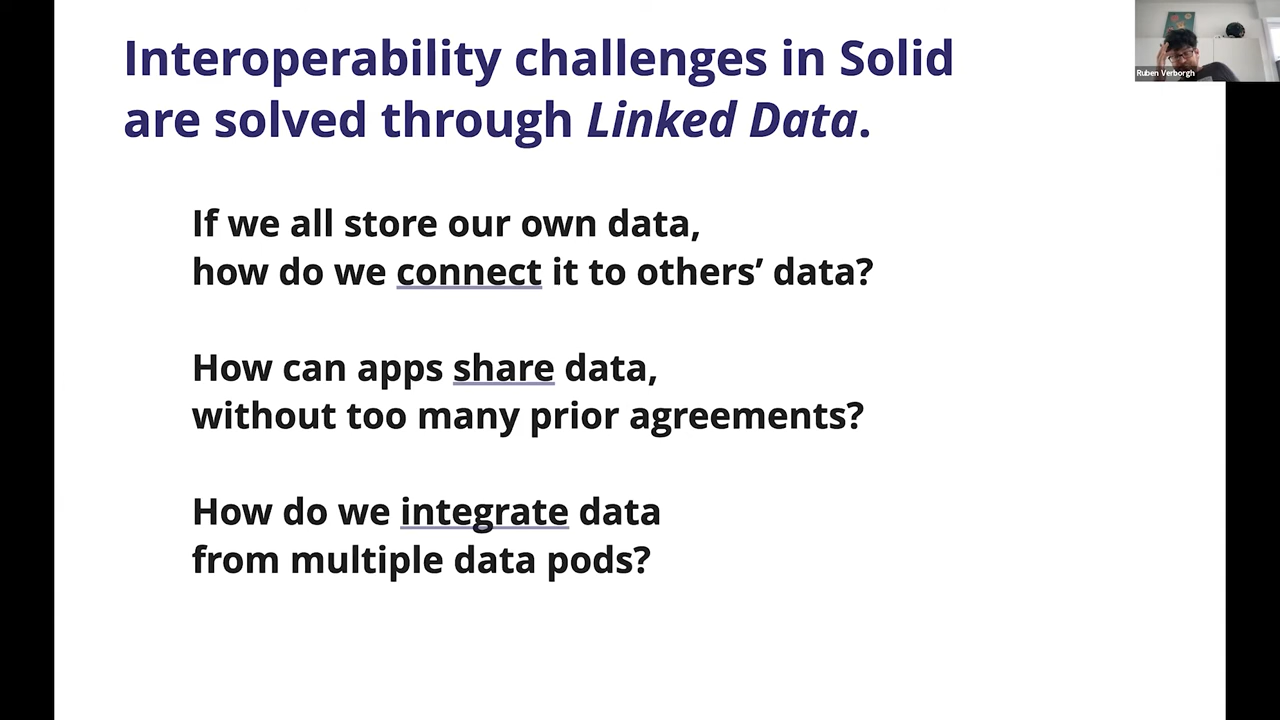 Interoperability challenges in Solid
are solved through Linked Data.
Ruben Verborgh
If we all store our own data,
how do we connect it to others’ data?
How can apps share data,
without too many prior agreements?
How do we integrate data
from multiple data pods?